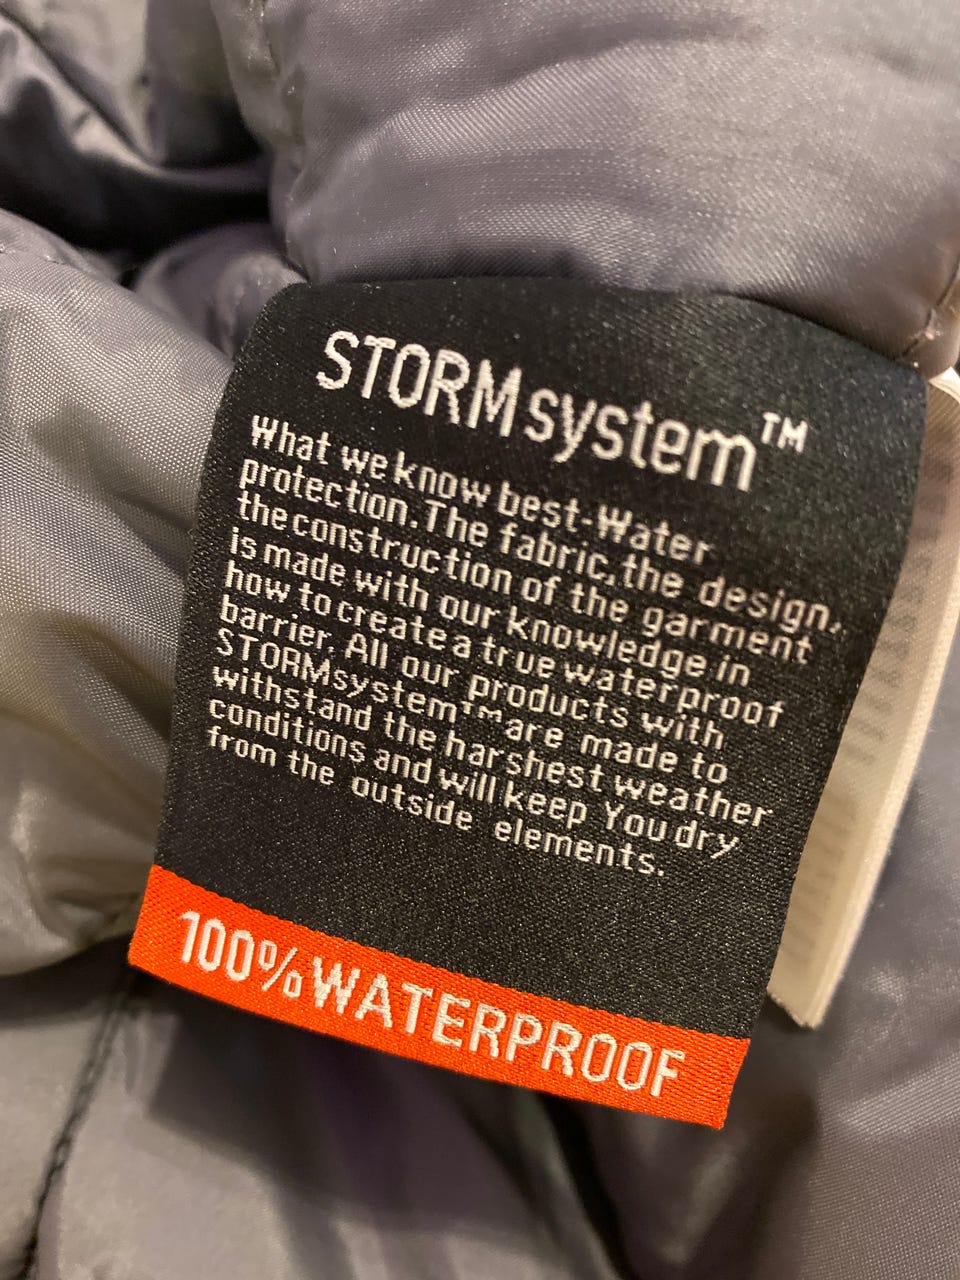 STORMsystem™
What we know best-Water
protection. The fabric, the design,
the construction of the garment
is made with our knowledge in
how to create a true waterproof
barrier. All our products with
STORMsystem™ are made to
withstand the harshest weather
conditions and will keep You dry
from the outside elements.
100% WATERPROOF